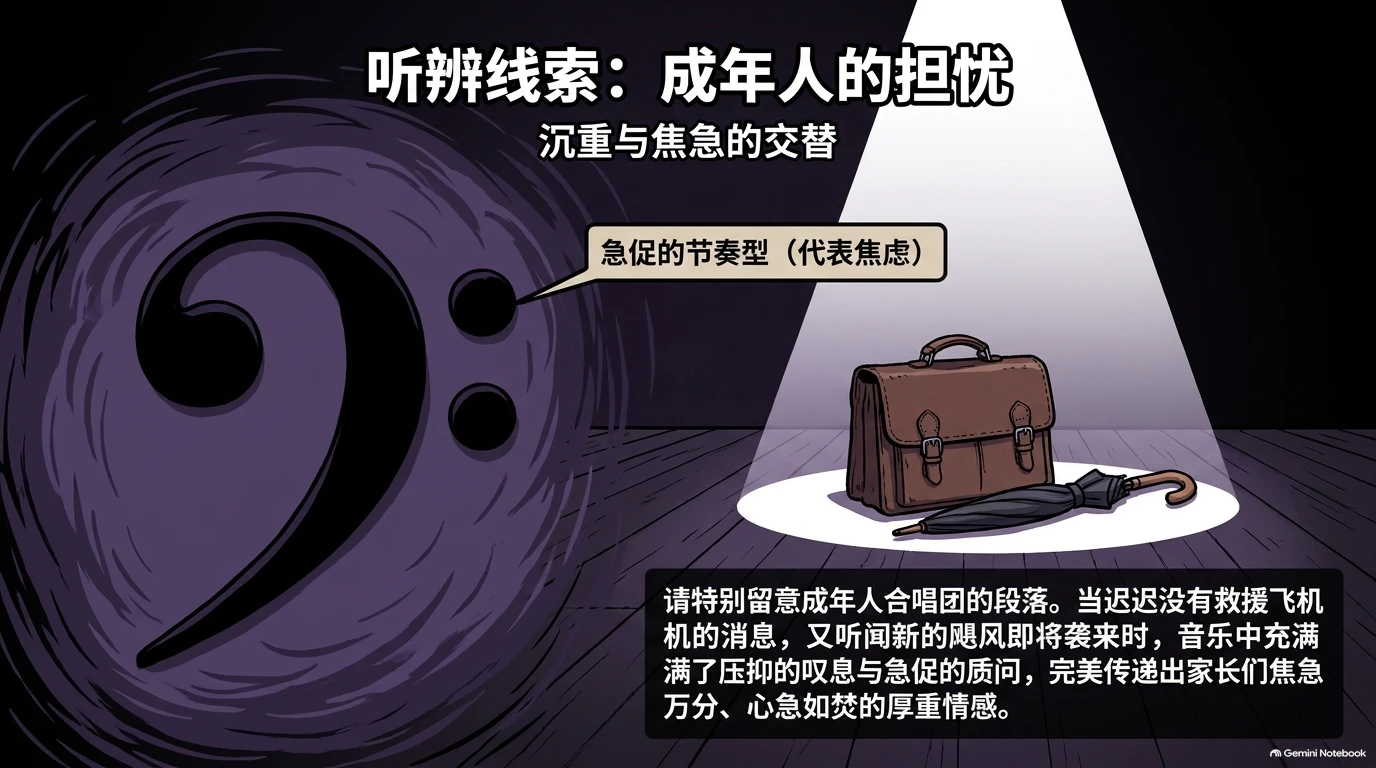 听辨线索：成年人的担忧
沉重与焦急的交替
急促的节奏型（代表焦虑）
请特别留意成年人合唱团的段落。当迟迟没有救援飞机
机的消息，又听闻新的飓风即将袭来时，音乐中充满
满了压抑的叹息与急促的质问，完美传递出家长们焦急
万分、心急如焚的厚重情感。
Gemini Notebook